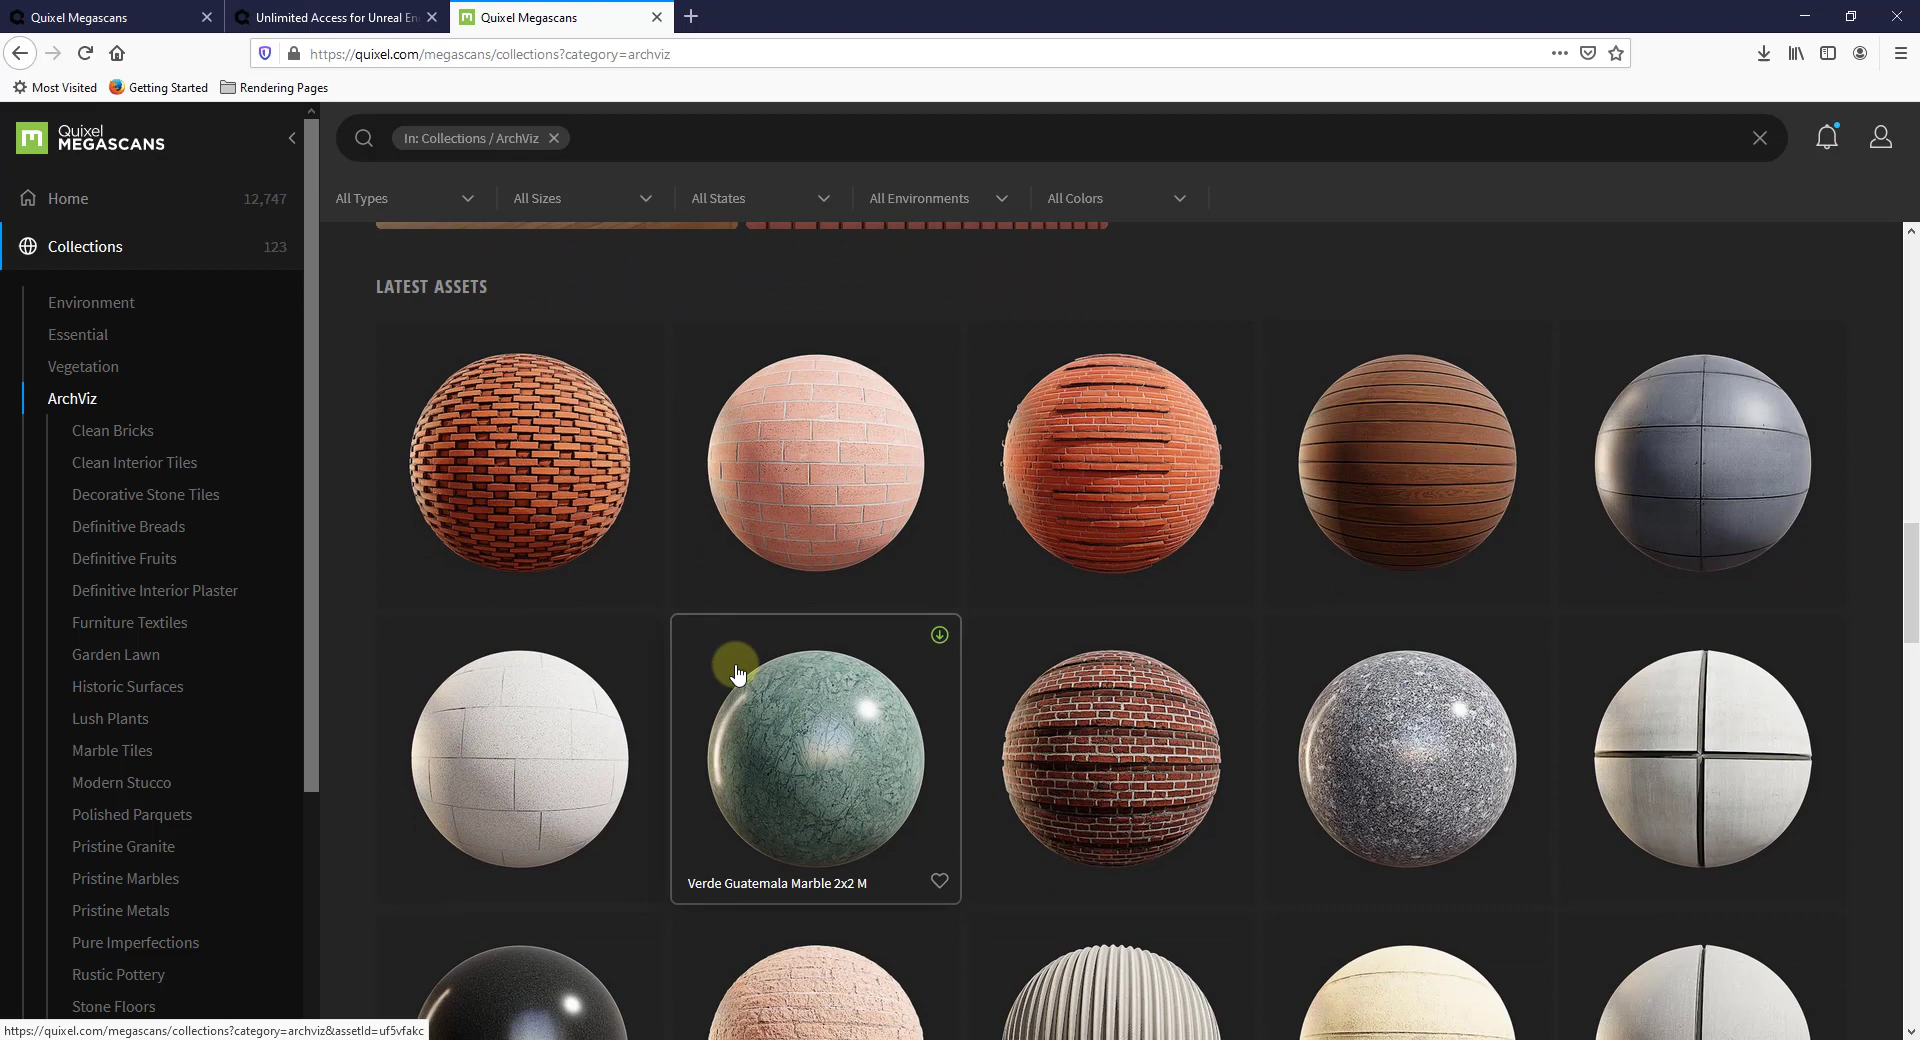 Quixel Megascans
Unlimited Access for Unreal En
Quixel Megascans
https://quixel.com/megascans/collections?category=archviz
Most Visited
Getting Started
Rendering Pages
Quixel
MEGASCANS
In: Collections / ArchViz
Home 12,747
All Types
All Sizes
All States
All Environments
All Colors
Collections 123
LATEST ASSETS
Environment
Essential
Vegetation
ArchViz
Clean Bricks
Clean Interior Tiles
Decorative Stone Tiles
Definitive Breads
Definitive Fruits
Definitive Interior Plaster
Furniture Textiles
Garden Lawn
Historic Surfaces
Lush Plants
Marble Tiles
Modern Stucco
Polished Parquets
Pristine Granite
Pristine Marbles
Pristine Metals
Pure Imperfections
Rustic Pottery
Stone Floors
Verde Guatemala Marble 2x2 M
https://quixel.com/megascans/collections?category=archviz&assetId=uf5vfakc